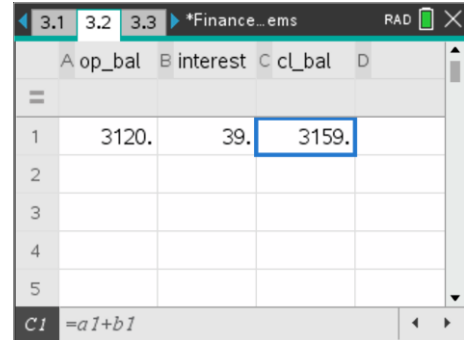 3.1 3.2 3.3 *Finance...ems RAD
A op_bal B interest C cl_bal D
=
1 3120. 39. 3159.
2
3
4
5
C1 =a1+b1